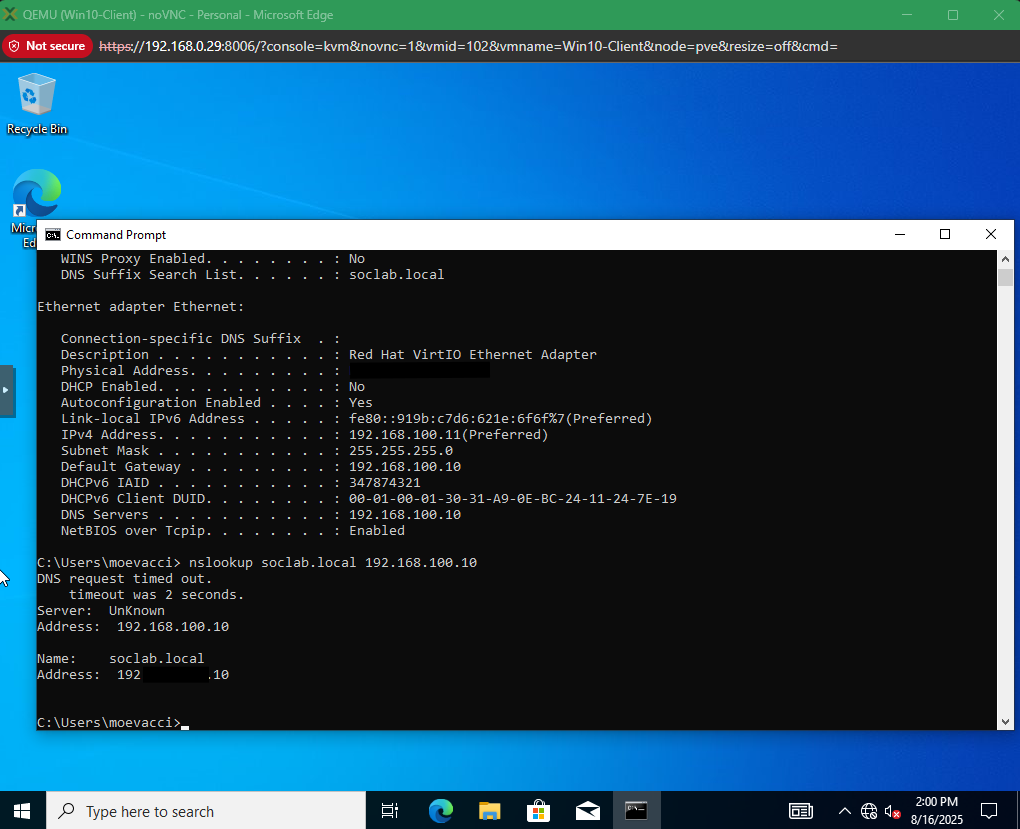 QEMU (Win10-Client) - noVNC - Personal - Microsoft Edge
Not secure https://192.168.0.29:8006/?console=kvm&novnc=1&vmid=102&vmname=Win10-Client&node=pve&resize=off&cmd=
Recycle Bin
Micr
Ed
Command Prompt
WINS Proxy Enabled. . . . . . . . : No
DNS Suffix Search List. . . . . . : soclab.local
Ethernet adapter Ethernet:
Connection-specific DNS Suffix  . :
Description . . . . . . . . . . . : Red Hat VirtIO Ethernet Adapter
Physical Address. . . . . . . . . :
DHCP Enabled. . . . . . . . . . . : No
Autoconfiguration Enabled . . . . : Yes
Link-local IPv6 Address . . . . . : fe80::919b:c7d6:621e:6f6f%7(Preferred)
IPv4 Address. . . . . . . . . . . : 192.168.100.11(Preferred)
Subnet Mask . . . . . . . . . . . : 255.255.255.0
Default Gateway . . . . . . . . . : 192.168.100.10
DHCPv6 IAID . . . . . . . . . . . : 347874321
DHCPv6 Client DUID. . . . . . . . : 00-01-00-01-30-31-A9-0E-BC-24-11-24-7E-19
DNS Servers . . . . . . . . . . . : 192.168.100.10
NetBIOS over Tcpip. . . . . . . . : Enabled
C:\Users\moevacci> nslookup soclab.local 192.168.100.10
DNS request timed out.
timeout was 2 seconds.
Server:  UnKnown
Address:  192.168.100.10
Name:    soclab.local
Address:  192 .10
C:\Users\moevacci>
Type here to search
2:00 PM
8/16/2025